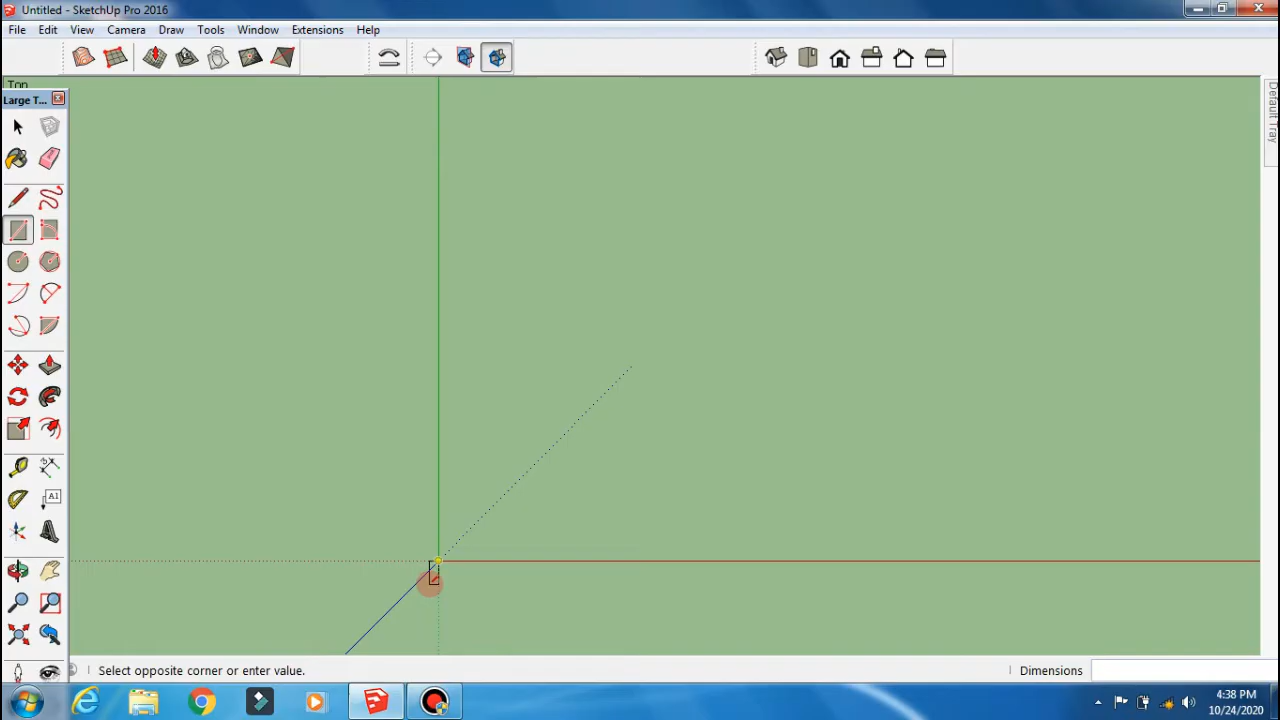 Untitled - SketchUp Pro 2016
File Edit View Camera Draw Tools Window Extensions Help
Top
Large T...
Default Tray
A1
Select opposite corner or enter value.
Dimensions
4:38 PM
10/24/2020